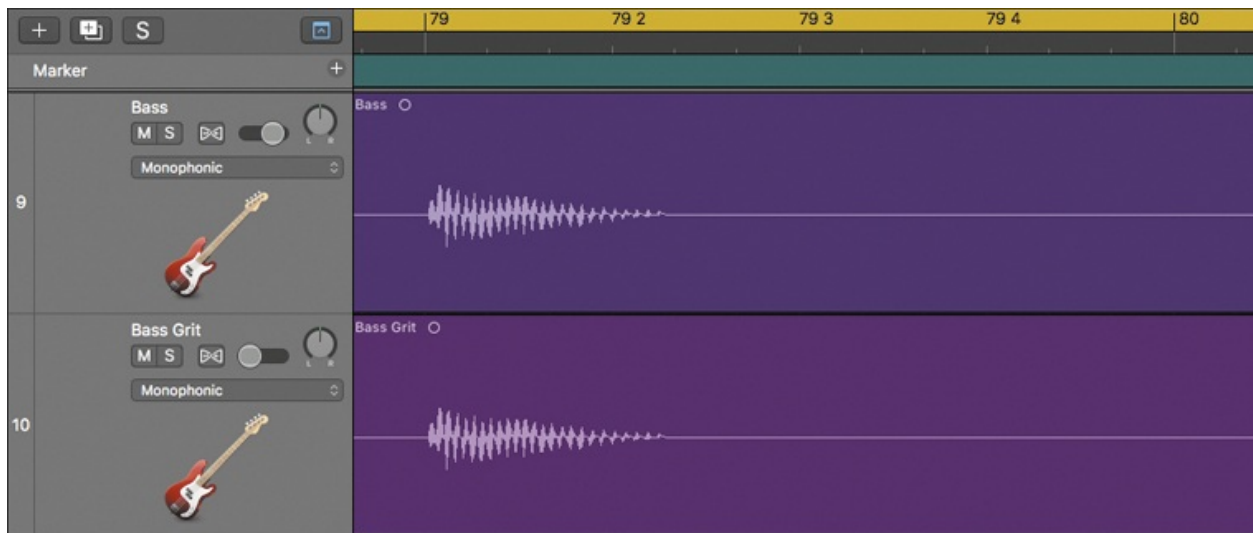 S
79 79 2 79 3 79 4 80
Marker
Bass
M S
L R
Monophonic
9
Bass
Bass Grit
M S
L R
Monophonic
10
Bass Grit